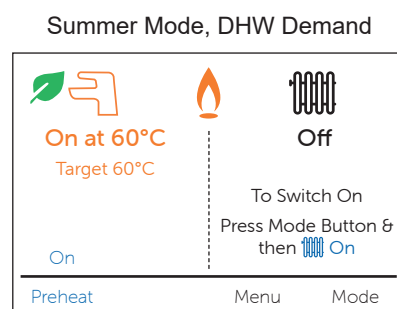 Summer Mode, DHW Demand
On at 60°C
Target 60°C
On
Off
To Switch On
Press Mode Button &
then On
Preheat
Menu
Mode